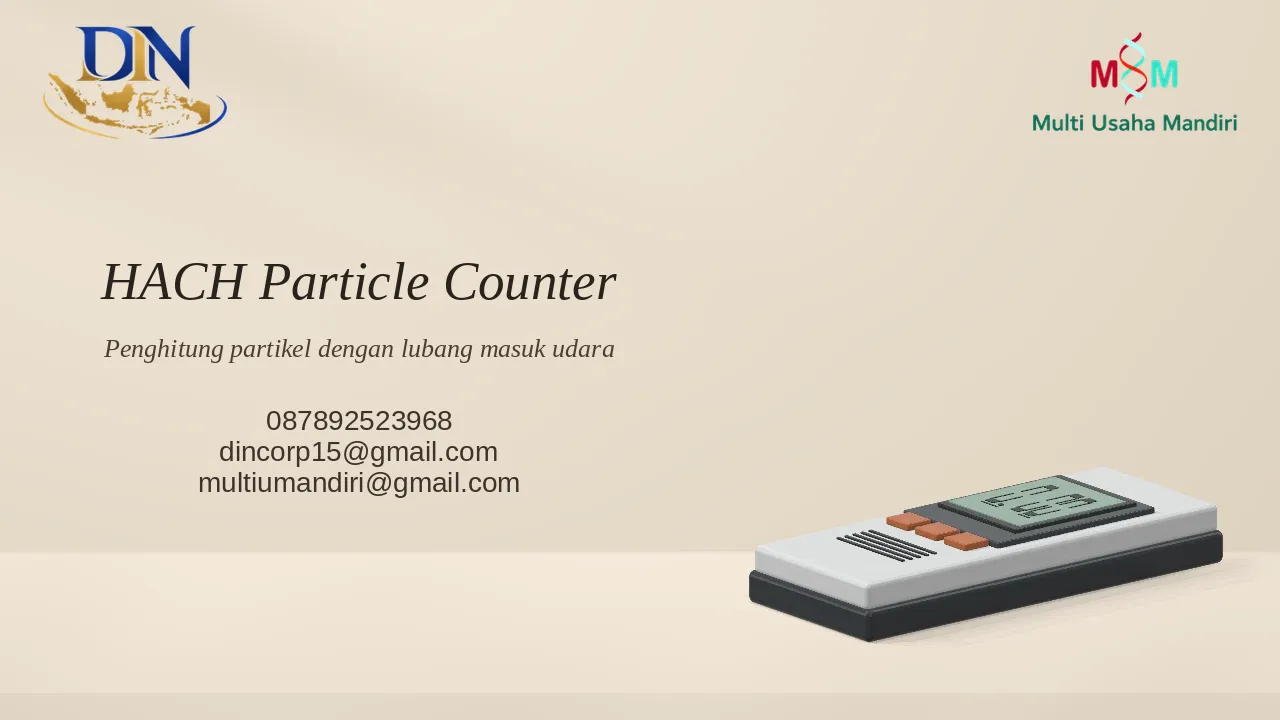 DIN
MSM
Multi Usaha Mandiri
HACH Particle Counter
Penghitung partikel dengan lubang masuk udara
087892523968
dincorp15@gmail.com
multiumandiri@gmail.com